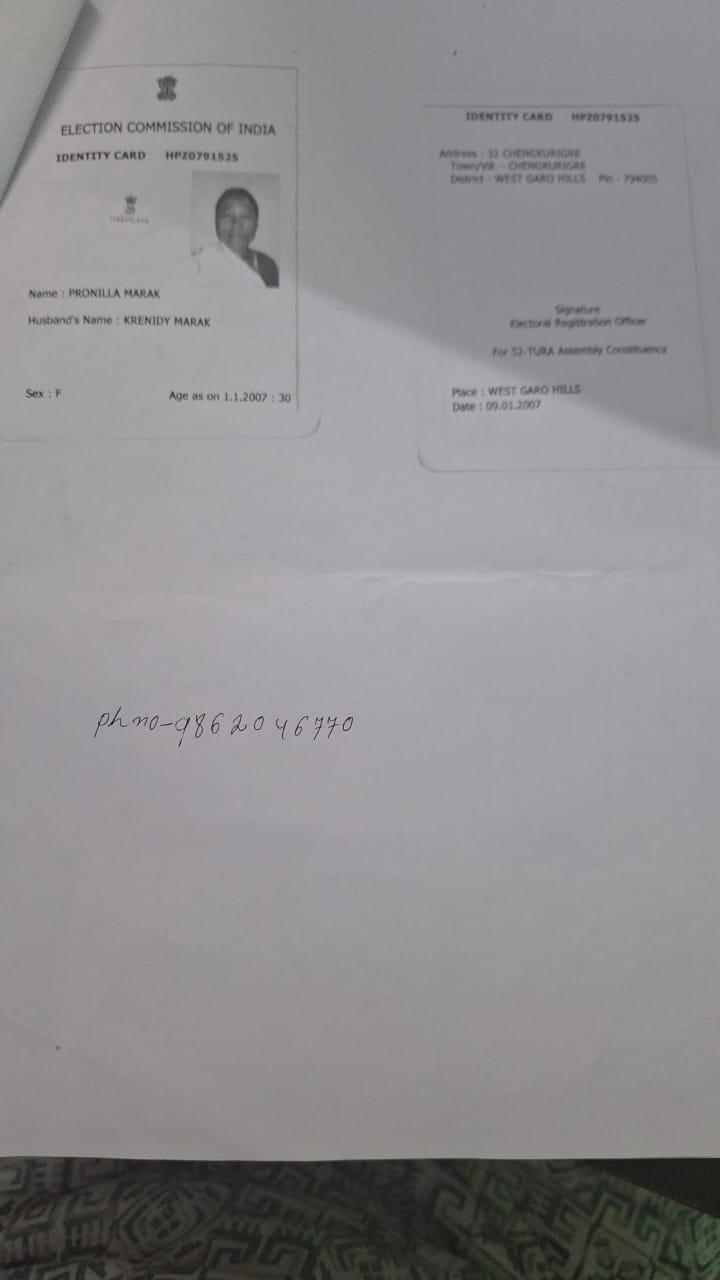 ELECTION COMMISSION OF INDIA
IDENTITY CARD HPZ0791525
Name : PRONILLA MARAK
Husband's Name : KRENIDY MARAK
Sex : F
Age as on 1.1.2007 : 30
IDENTITY CARD HPZ0791525
Address : 32 CHENGKURIGRE
Town/Vill. - CHENGKURIGRE
District - WEST GARO HILLS Pin - 794005
Signature
Electoral Registration Officer
For 52-TURA Assembly Constituency
Place : WEST GARO HILLS
Date : 09.01.2007
ph no-9862046770